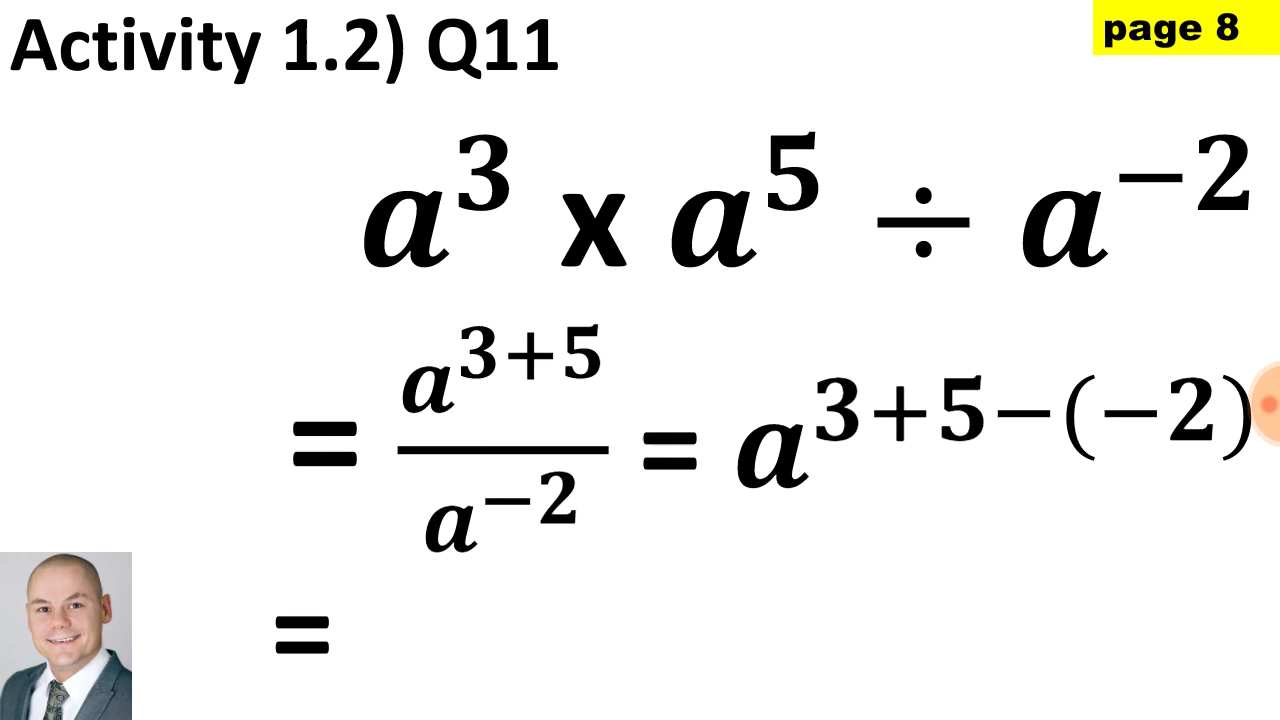 Activity 1.2) Q11
page 8
a³ x a⁵ ÷ a⁻²
= a³⁺⁵/a⁻² = a³⁺⁵⁻⁽⁻²⁾
=